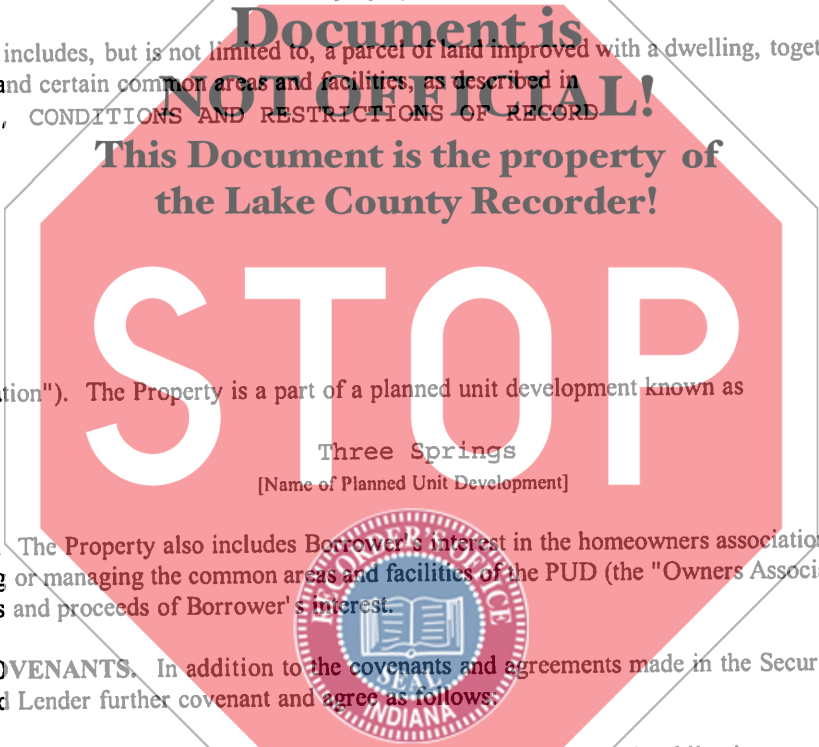 Document is
includes, but is not limited to, a parcel of land improved with a dwelling, toget
and certain common areas and facilities, as described in
NOT OFFICIAL!
, CONDITIONS AND RESTRICTIONS OF RECORD
This Document is the property of
the Lake County Recorder!
STOP
tion"). The Property is a part of a planned unit development known as
Three Springs
[Name of Planned Unit Development]
The Property also includes Borrower's interest in the homeowners association
g or managing the common areas and facilities of the PUD (the "Owners Associ
s and proceeds of Borrower's interest.
OVENANTS. In addition to the covenants and agreements made in the Secur
d Lender further covenant and agree as follows:
RECORDER'S OFFICE
SEAL
INDIANA